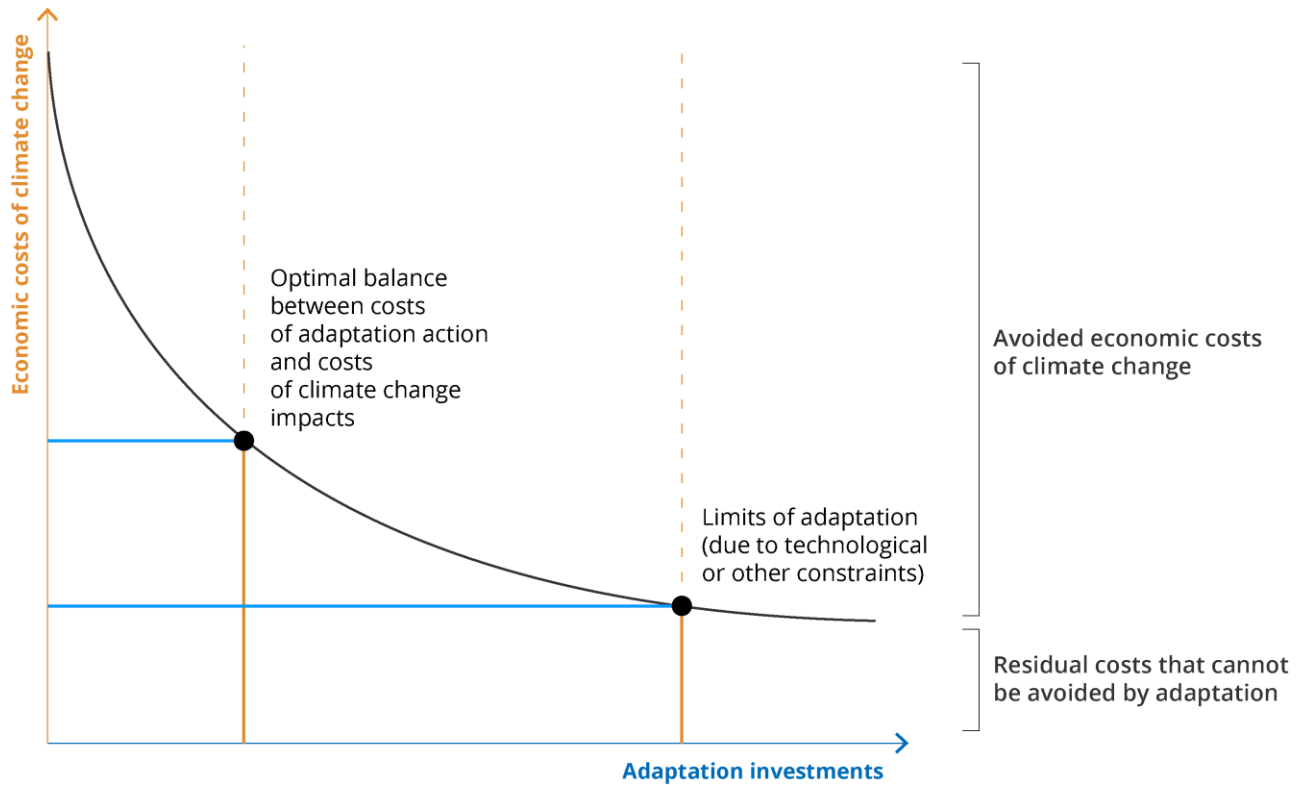 Economic costs of climate change
Optimal balance
between costs
of adaptation action
and costs
of climate change
impacts
Limits of adaptation
(due to technological
or other constraints)
Avoided economic costs
of climate change
Residual costs that cannot
be avoided by adaptation
Adaptation investments